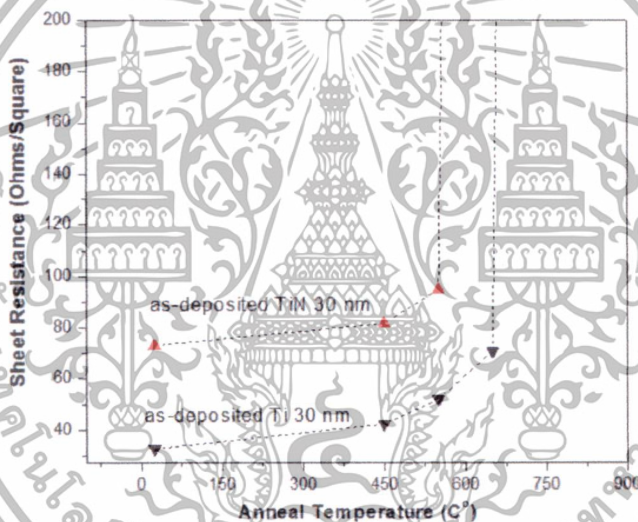 200
180
160
140
120
100
80
60
40
Sheet Resistance (Ohms/Square)
as-deposited TiN 30 nm
as-deposited Ti 30 nm
0 150 300 450 600 750 900
Anneal Temperature (C°)